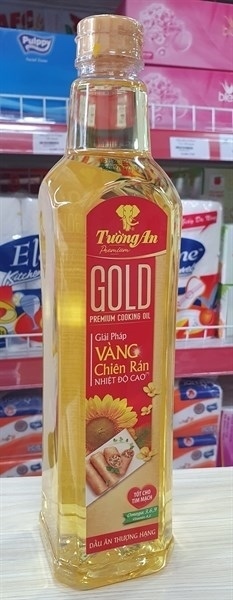 Pulppy
Tường An
Premium
GOLD
PREMIUM COOKING OIL
Giải Pháp
VÀNG
Chiên Rán
NHIỆT ĐỘ CAO
TỐT CHO
TIM MẠCH
Omega 3,6,9
DẦU ĂN THƯỢNG HẠNG